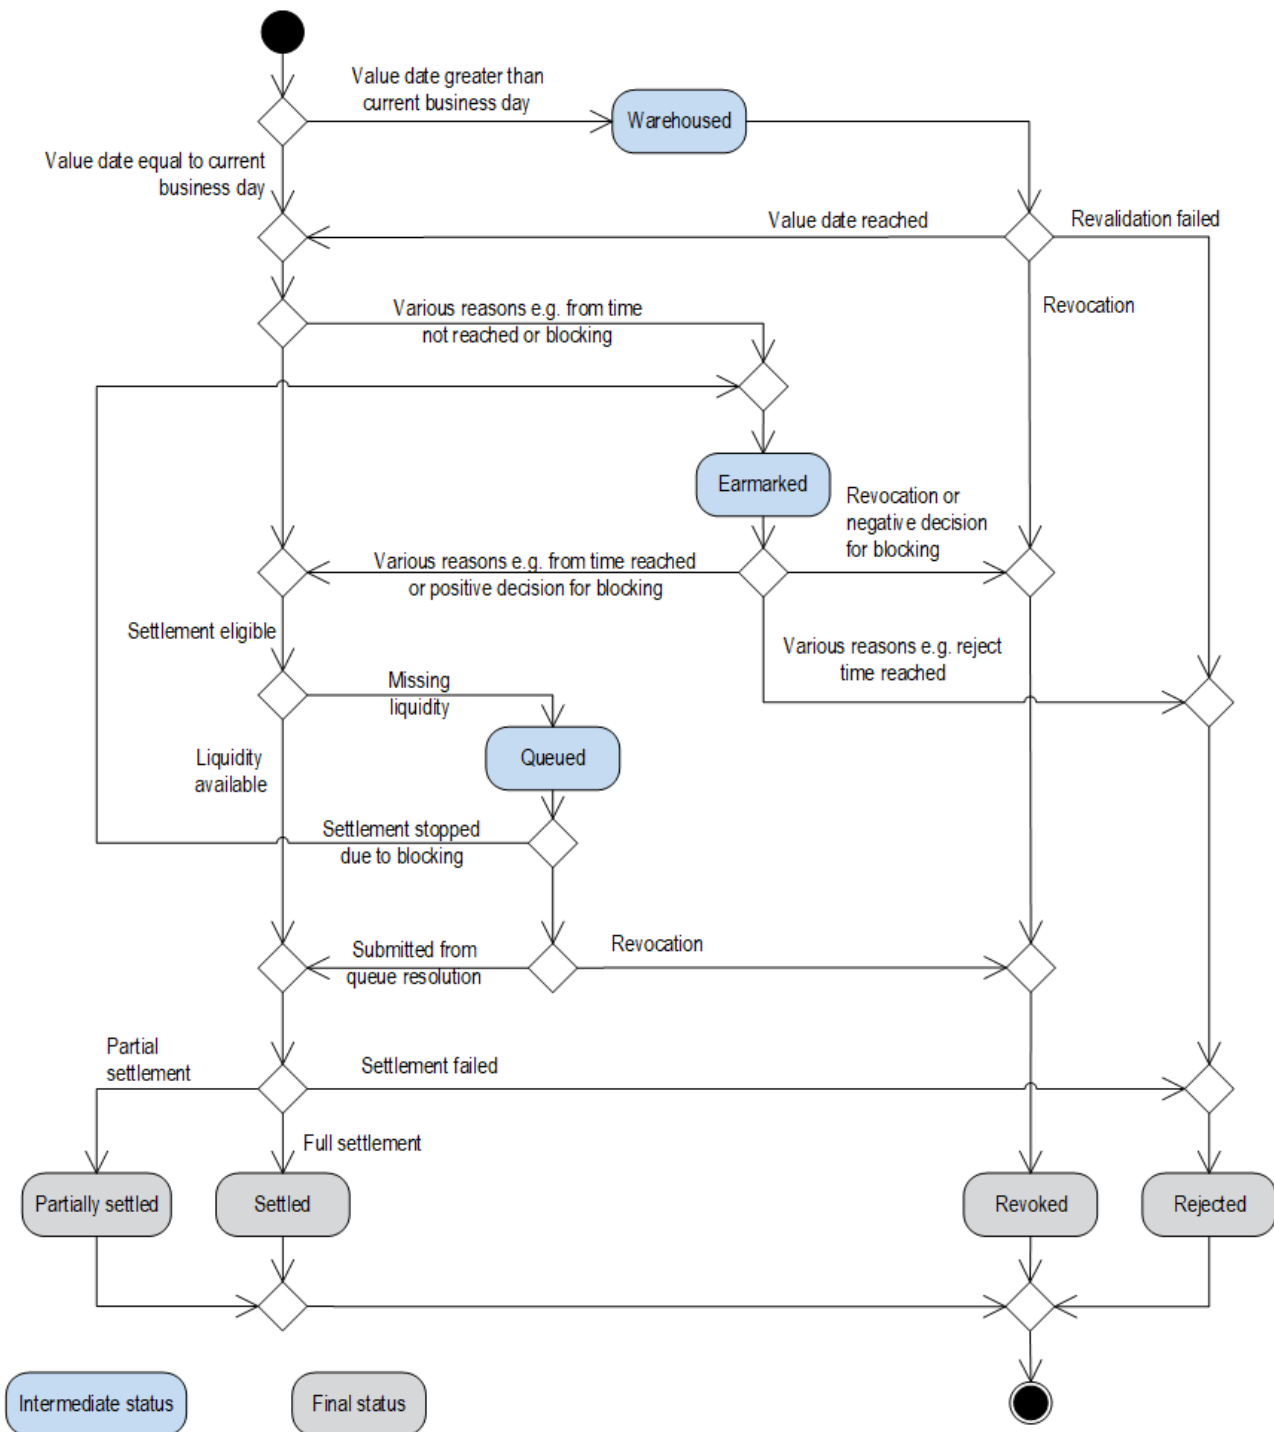 Value date greater than
current business day
Warehoused
Value date equal to current
business day
Value date reached
Revalidation failed
Various reasons e.g. from time
not reached or blocking
Revocation
Earmarked
Revocation or
negative decision
for blocking
Various reasons e.g. from time reached
or positive decision for blocking
Settlement eligible
Various reasons e.g. reject
time reached
Missing
liquidity
Queued
Liquidity
available
Settlement stopped
due to blocking
Submitted from
queue resolution
Revocation
Partial
settlement
Settlement failed
Full settlement
Partially settled
Settled
Revoked
Rejected
Intermediate status
Final status